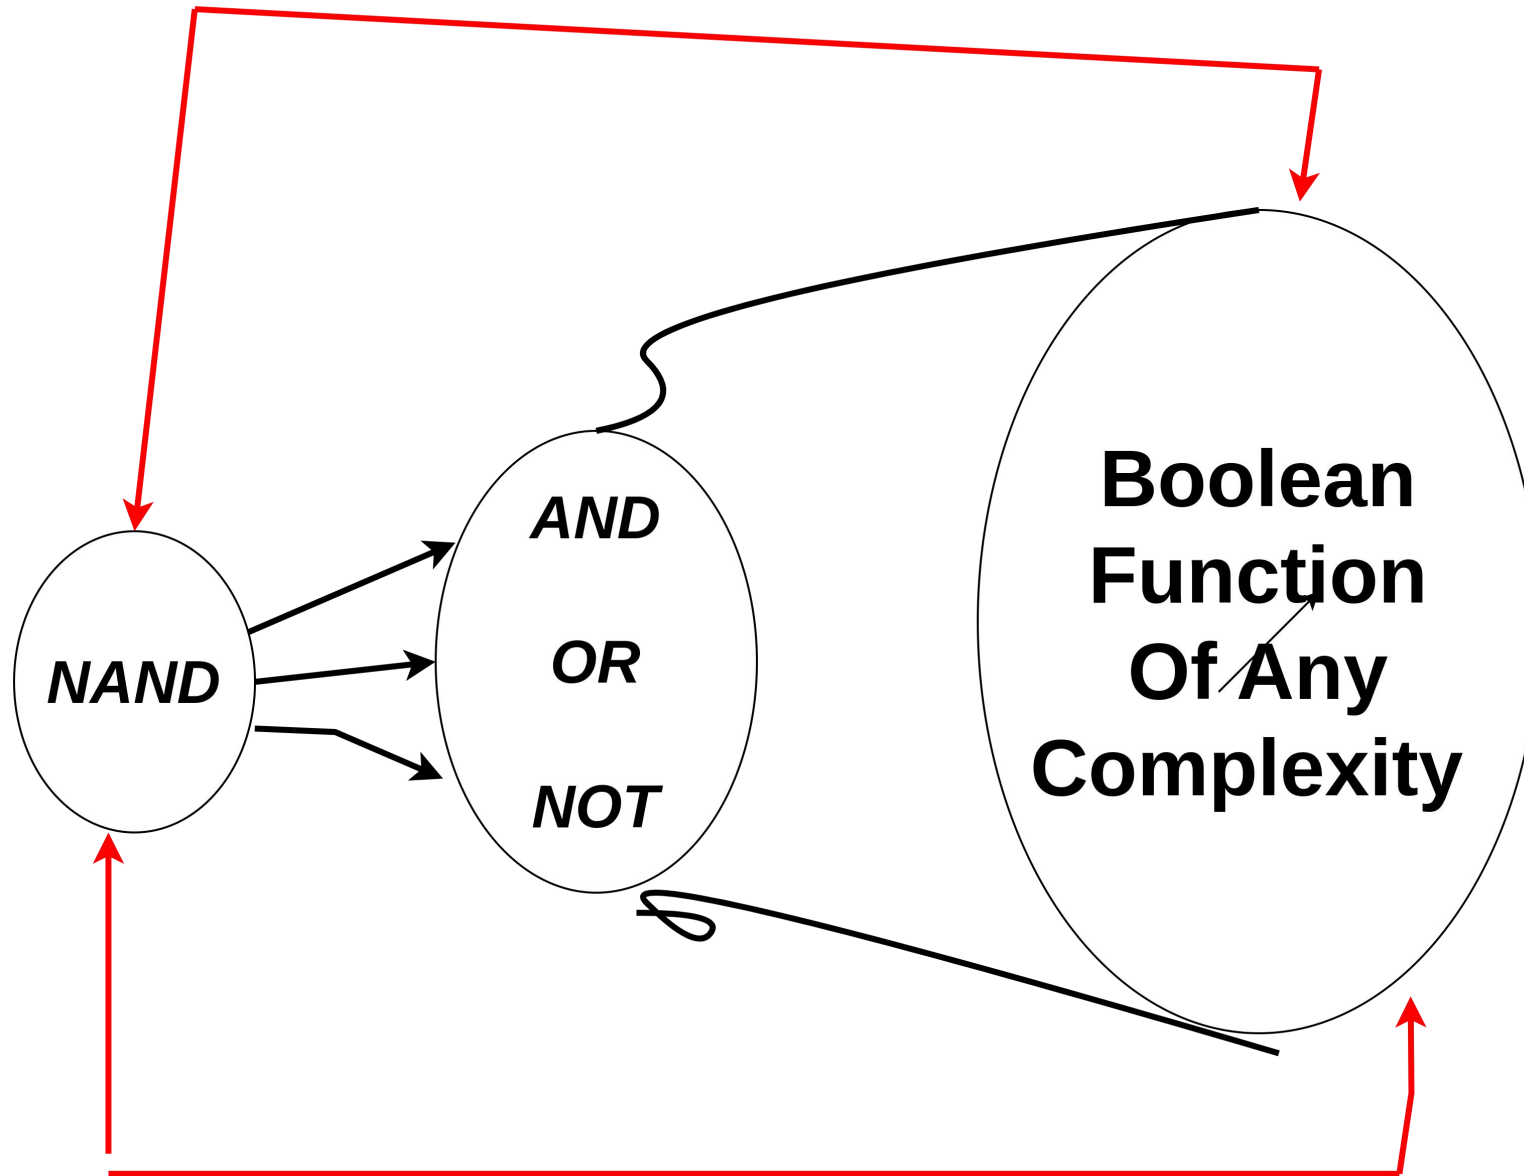 NAND
AND
OR
NOT
Boolean
Function
Of Any
Complexity